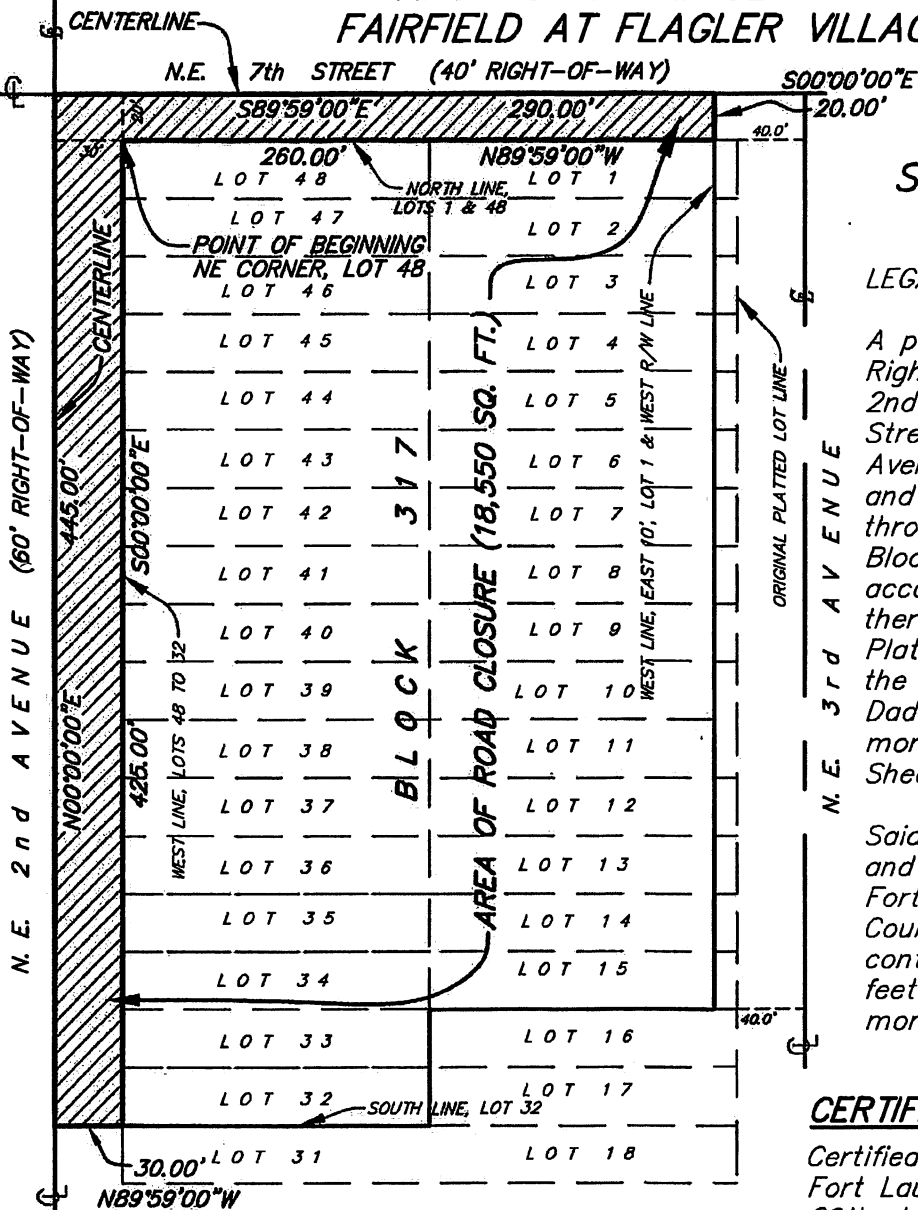 FAIRFIELD AT FLAGLER VILLAG
CENTERLINE
N.E. 7th STREET (40' RIGHT-OF-WAY)
S00°00'00"E
20.00'
S89°59'00"E
290.00'
20'
40.0'
30'
260.00'
N89°59'00"W
NORTH LINE,
LOTS 1 & 48
POINT OF BEGINNING
NE CORNER, LOT 48
LOT 48
LOT 47
LOT 46
LOT 45
LOT 44
LOT 43
LOT 42
LOT 41
LOT 40
LOT 39
LOT 38
LOT 37
LOT 36
LOT 35
LOT 34
LOT 33
LOT 32
LOT 31
LOT 1
LOT 2
LOT 3
LOT 4
LOT 5
LOT 6
LOT 7
LOT 8
LOT 9
LOT 10
LOT 11
LOT 12
LOT 13
LOT 14
LOT 15
LOT 16
LOT 17
LOT 18
BLOCK 317
AREA OF ROAD CLOSURE (18,550 SQ. FT.)
WEST LINE, EAST 10', LOT 1 & WEST R/W LINE
ORIGINAL PLATTED LOT LINE
N.E. 3rd AVENUE
40.0'
N.E. 2nd AVENUE (60' RIGHT-OF-WAY)
CENTERLINE
445.00'
N00°00'00"E
S00°00'00"E
425.00'
WEST LINE, LOTS 48 TO 32
SOUTH LINE, LOT 32
30.00'
N89°59'00"W
S
LEGA
A p
Righ
2nd
Stre
Aver
and
thro
Bloc
acco
ther
Plat
the
Dad
mor
Shee
Said
and
Fort
Cour
cont
feet
mor
CERTIF
Certified
Fort Lau